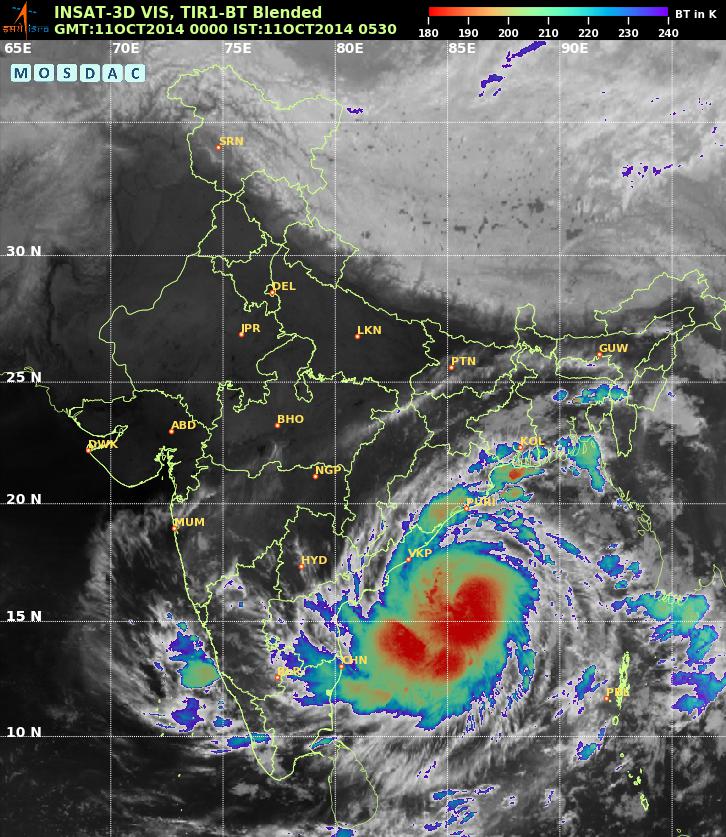 INSAT-3D VIS, TIR1-BT Blended
GMT:11OCT2014 0000 IST:11OCT2014 0530
BT in K
180 190 200 210 220 230 240
65E 70E 75E 80E 85E 90E
MOSDAC
SRN
30 N
DEL
JPR LKN
GUW
PTN
25 N
ABD BHO
DWK KOL
NGP
20 N PURI
MUM
HYD VKP
15 N
CHN
PBL
10 N